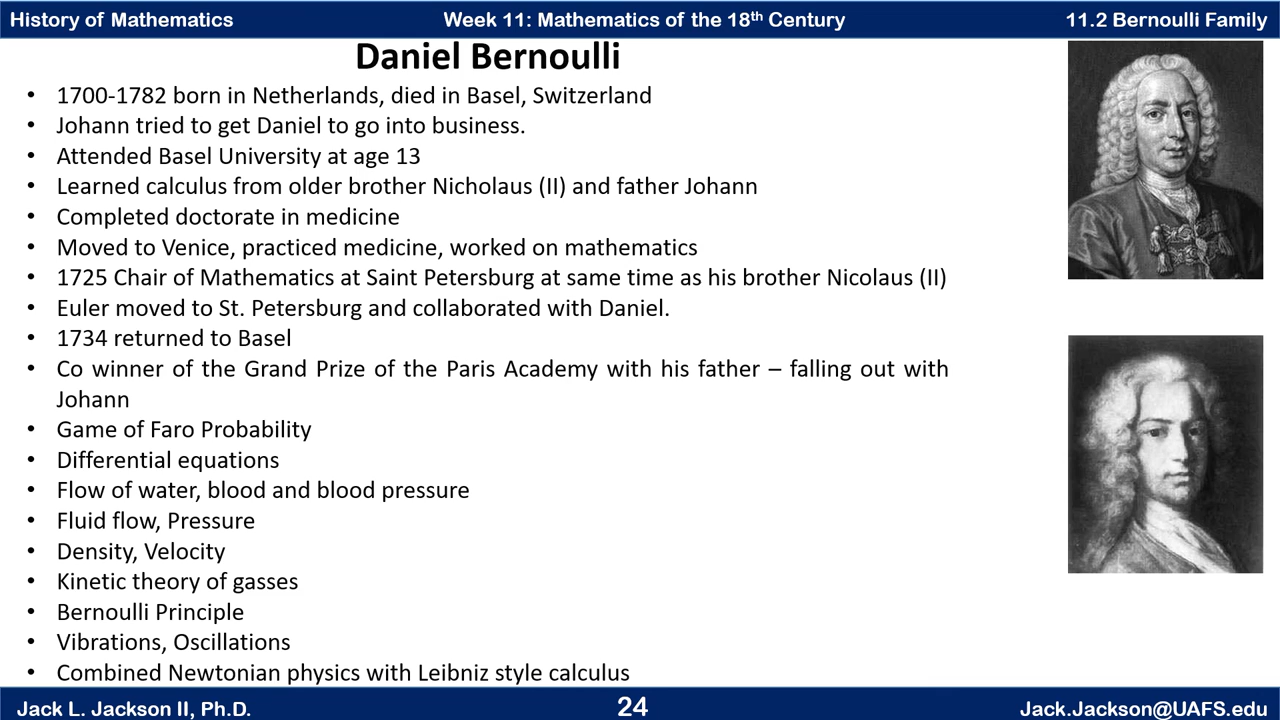 History of Mathematics
Week 11: Mathematics of the 18th Century
11.2 Bernoulli Family
Daniel Bernoulli
• 1700-1782 born in Netherlands, died in Basel, Switzerland
• Johann tried to get Daniel to go into business.
• Attended Basel University at age 13
• Learned calculus from older brother Nicholaus (II) and father Johann
• Completed doctorate in medicine
• Moved to Venice, practiced medicine, worked on mathematics
• 1725 Chair of Mathematics at Saint Petersburg at same time as his brother Nicolaus (II)
• Euler moved to St. Petersburg and collaborated with Daniel.
• 1734 returned to Basel
• Co winner of the Grand Prize of the Paris Academy with his father – falling out with
Johann
• Game of Faro Probability
• Differential equations
• Flow of water, blood and blood pressure
• Fluid flow, Pressure
• Density, Velocity
• Kinetic theory of gasses
• Bernoulli Principle
• Vibrations, Oscillations
• Combined Newtonian physics with Leibniz style calculus
Jack L. Jackson II, Ph.D.
24
Jack.Jackson@UAFS.edu